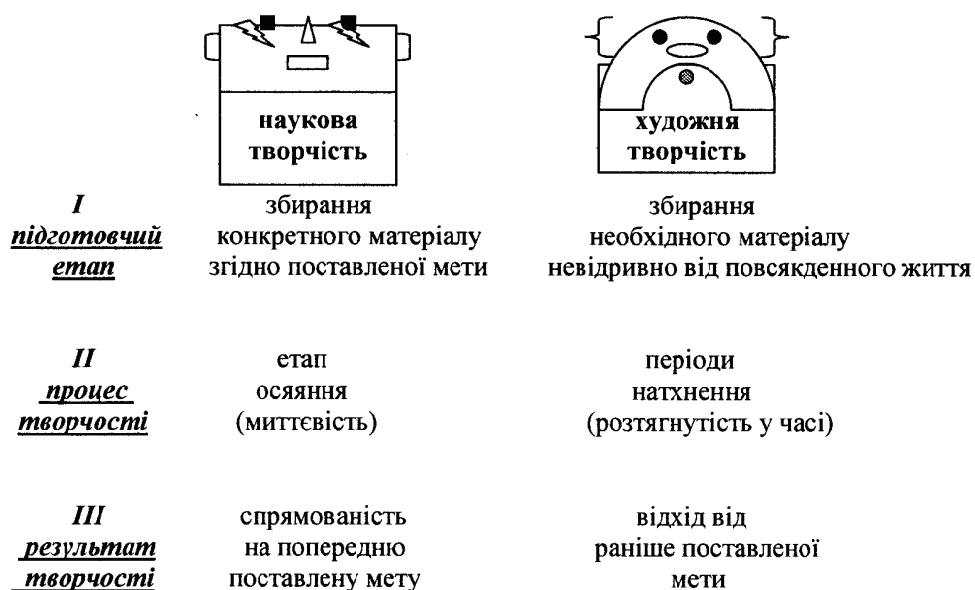 наукова
творчість
художня
творчість
I
підготовчий
етап
збирання
конкретного матеріалу
згідно поставленої мети
збирання
необхідного матеріалу
невідривно від повсякденного життя
II
процес
творчості
етап
осяяння
(миттєвість)
періоди
натхнення
(розтягнутість у часі)
III
результат
творчості
спрямованість
на попередню
поставлену мету
відхід від
раніше поставленої
мети